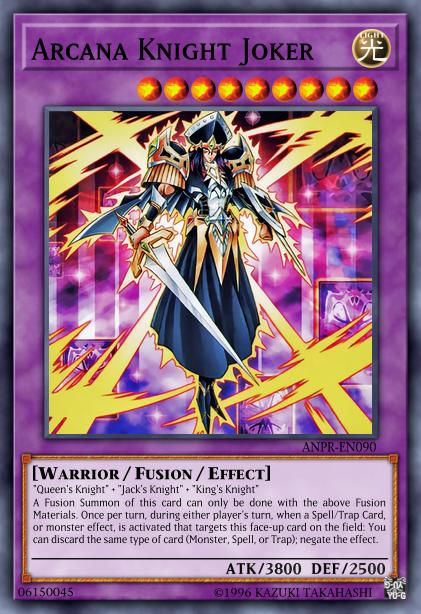 ARCANA KNIGHT JOKER
LIGHT
光
ANPR-EN090
[WARRIOR / FUSION / EFFECT]
"Queen's Knight" + "Jack's Knight" + "King's Knight"
A Fusion Summon of this card can only be done with the above Fusion
Materials. Once per turn, during either player's turn, when a Spell/Trap Card,
or monster effect, is activated that targets this face-up card on the field: You
can discard the same type of card (Monster, Spell, or Trap); negate the effect.
ATK/3800 DEF/2500
06150045
©1996 KAZUKI TAKAHASHI